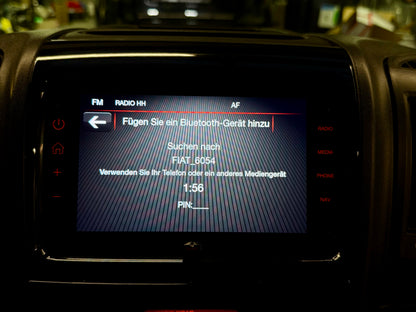 FM RADIO HH AF
Fügen Sie ein Bluetooth-Gerät hinzu
Suchen nach
FIAT_6054
Verwenden Sie Ihr Telefon oder ein anderes Mediengerät
1:56
PIN:____
RADIO
MEDIA
PHONE
NAV